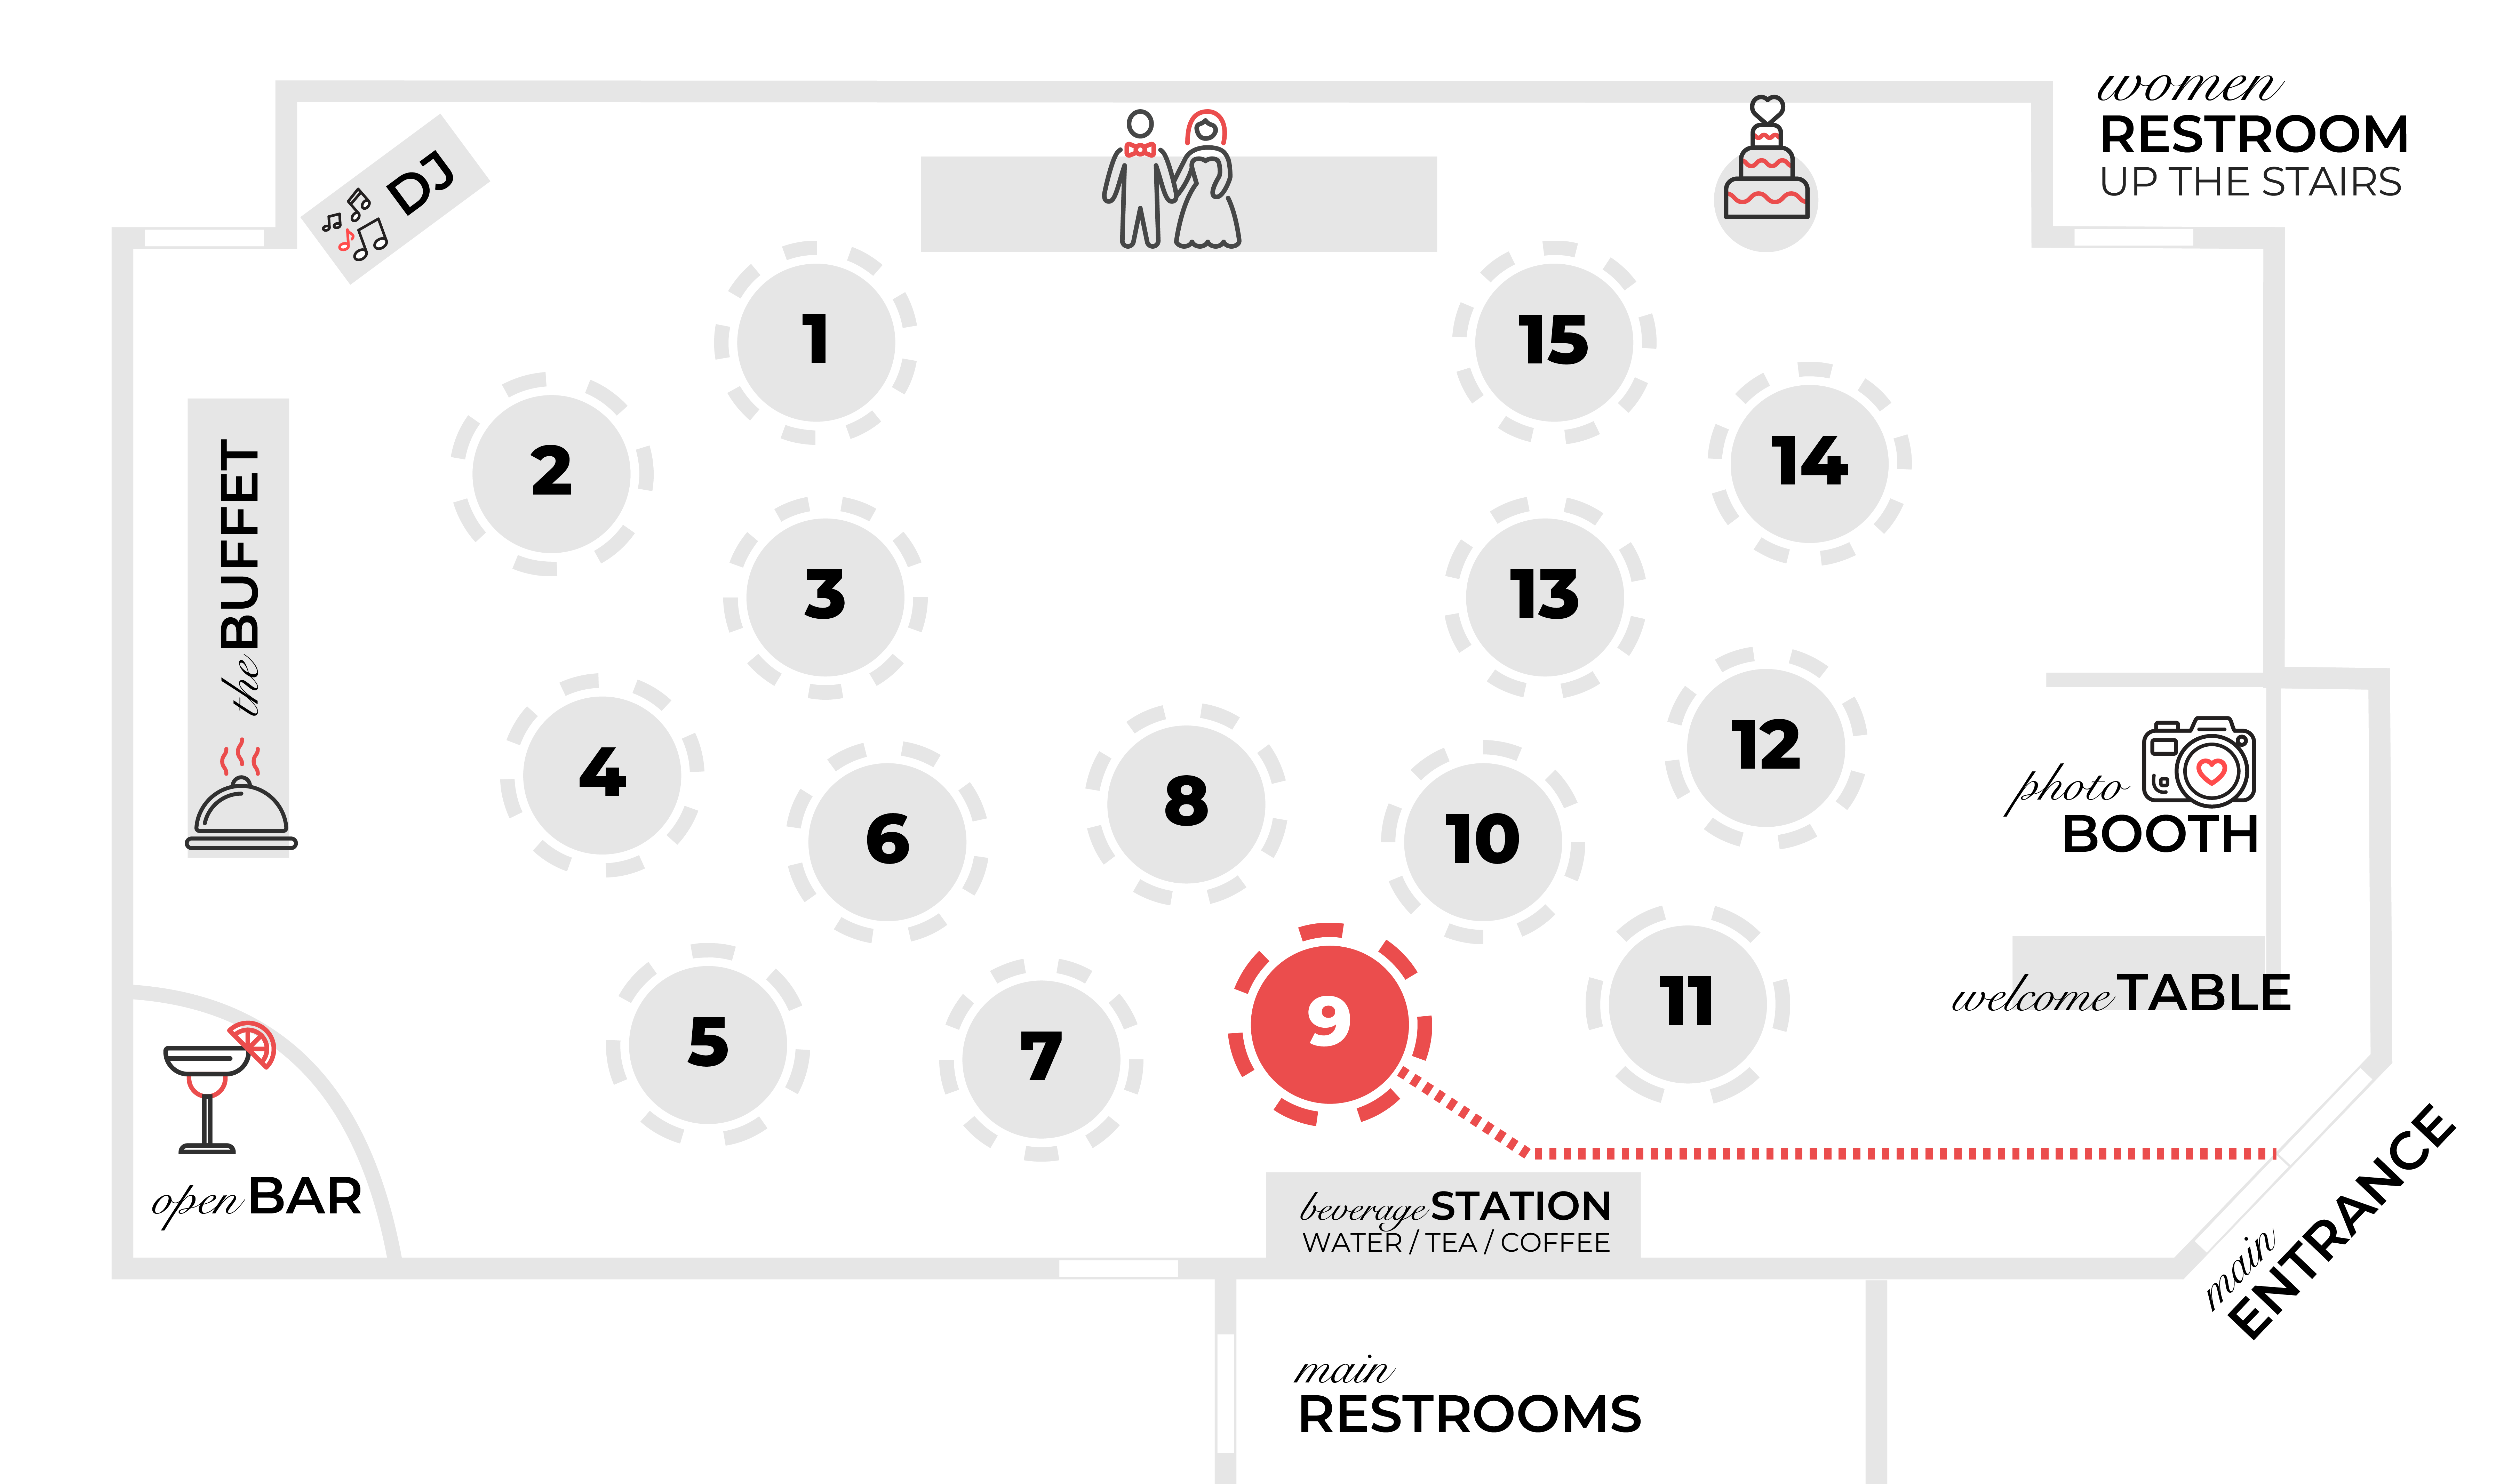 women
RESTROOM
UP THE STAIRS
DJ
1
15
2
14
the BUFFET
3
13
4
12
8
6
10
photo
BOOTH
9
11
welcome TABLE
5
7
open BAR
beverage STATION
WATER / TEA / COFFEE
main
ENTRANCE
main
RESTROOMS